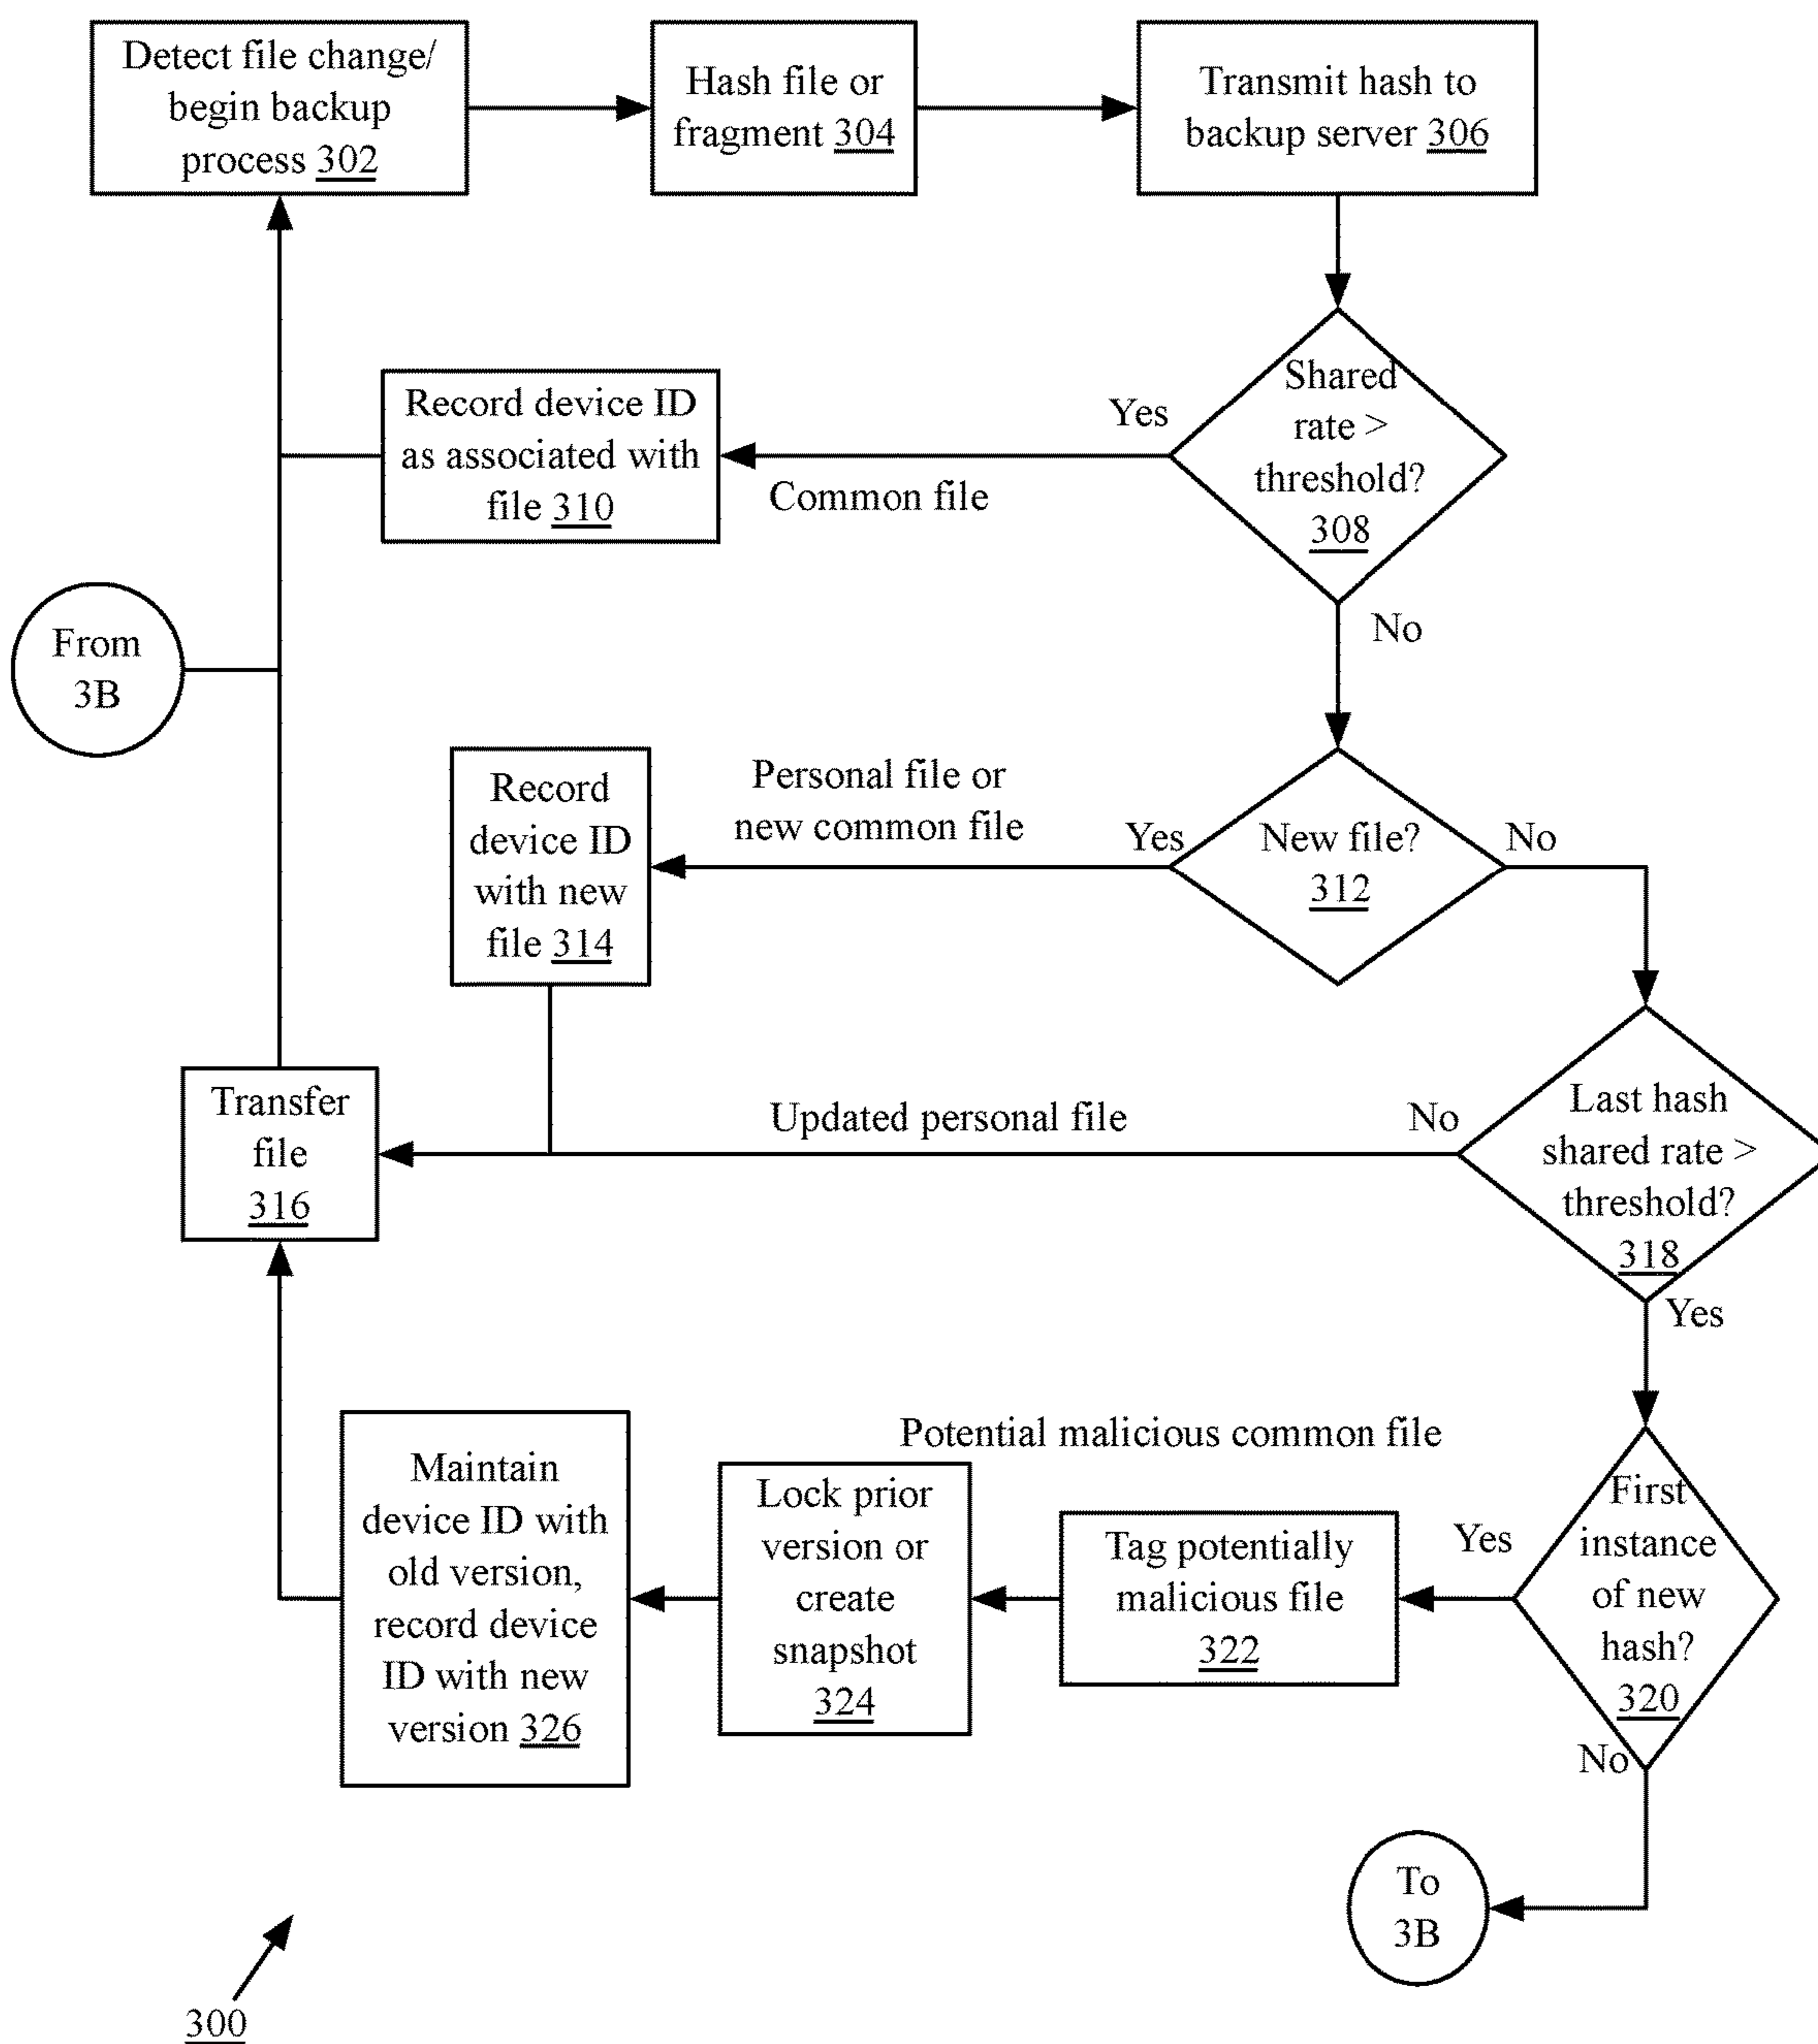 Detect file change/
begin backup
process 302
Hash file or
fragment 304
Transmit hash to
backup server 306
Shared
rate >
threshold?
308
Yes
Common file
Record device ID
as associated with
file 310
No
From
3B
New file?
312
Yes
No
Personal file or
new common file
Record
device ID
with new
file 314
Last hash
shared rate >
threshold?
318
No
Updated personal file
Transfer
file
316
Yes
First
instance
of new
hash?
320
Yes
Potential malicious common file
Tag potentially
malicious file
322
Lock prior
version or
create
snapshot
324
Maintain
device ID with
old version,
record device
ID with new
version 326
No
To
3B
300